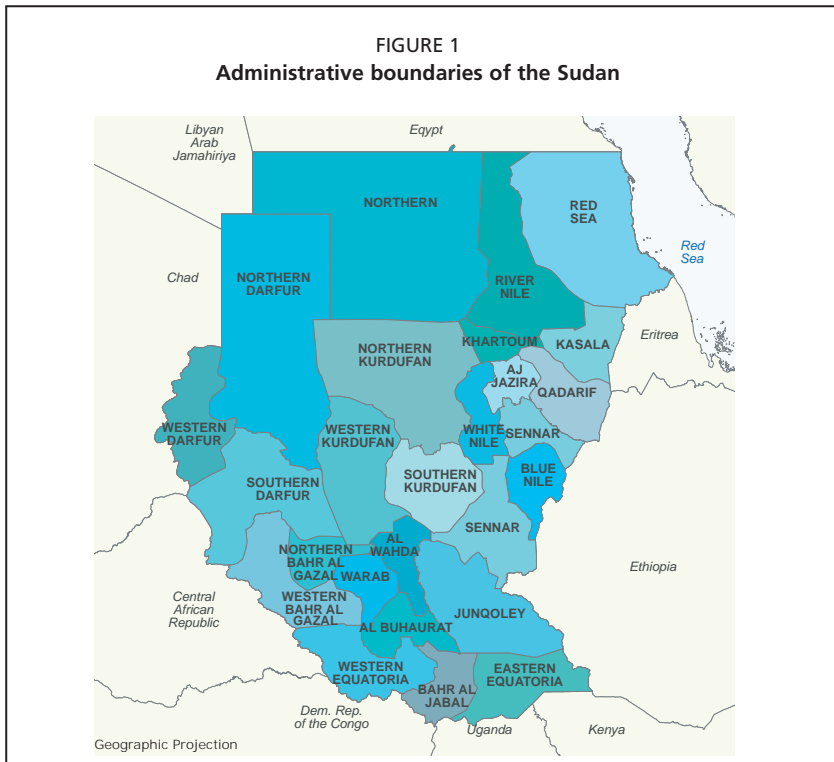 FIGURE 1
Administrative boundaries of the Sudan
Libyan
Arab
Jamahiriya
Eqypt
NORTHERN
RED
SEA
Red
Sea
Chad
NORTHERN
DARFUR
RIVER
NILE
Eritrea
NORTHERN
KURDUFAN
KHARTOUM
KASALA
AJ
JAZIRA
QADARIF
WESTERN
DARFUR
WESTERN
KURDUFAN
WHITE
NILE
SENNAR
SOUTHERN
DARFUR
SOUTHERN
KURDUFAN
BLUE
NILE
SENNAR
AL
WAHDA
NORTHERN
BAHR AL
GAZAL
WARAB
Ethiopia
Central
African
Republic
WESTERN
BAHR AL
GAZAL
JUNQOLEY
AL BUHAURAT
WESTERN
EQUATORIA
EASTERN
EQUATORIA
BAHR AL
JABAL
Dem. Rep.
of the Congo
Uganda
Kenya
Geographic Projection